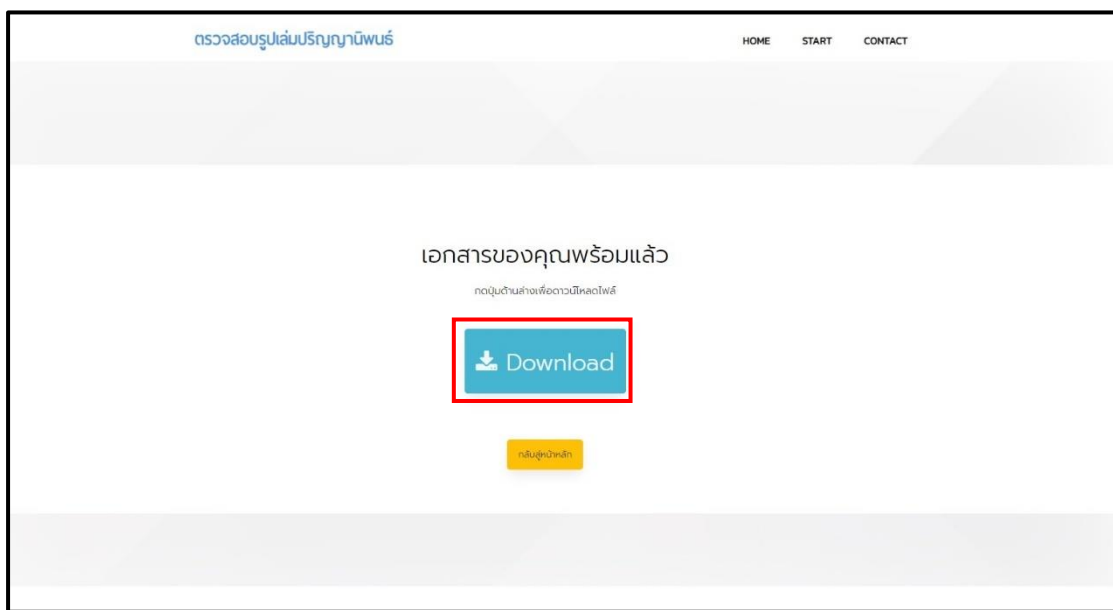 ตรวจสอบรูปเล่มปริญญานิพนธ์
HOME START CONTACT
เอกสารของคุณพร้อมแล้ว
กดปุ่มด้านล่างเพื่อดาวน์โหลดไฟล์
Download
กลับสู่หน้าหลัก